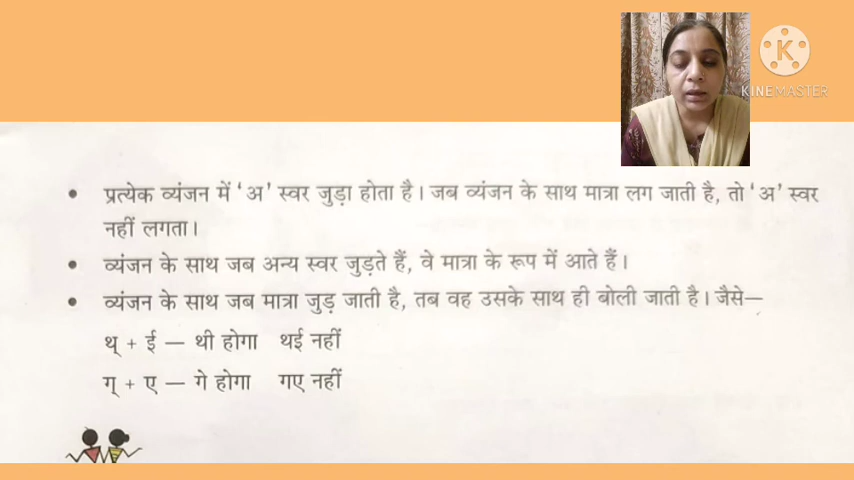 KINEMASTER
• प्रत्येक व्यंजन में ‘अ’ स्वर जुड़ा होता है। जब व्यंजन के साथ मात्रा लग जाती है, तो ‘अ’ स्वर
नहीं लगता।
• व्यंजन के साथ जब अन्य स्वर जुड़ते हैं, वे मात्रा के रूप में आते हैं।
• व्यंजन के साथ जब मात्रा जुड़ जाती है, तब वह उसके साथ ही बोली जाती है। जैसे—
थ् + ई — थी होगा थई नहीं
ग् + ए — गे होगा गए नहीं